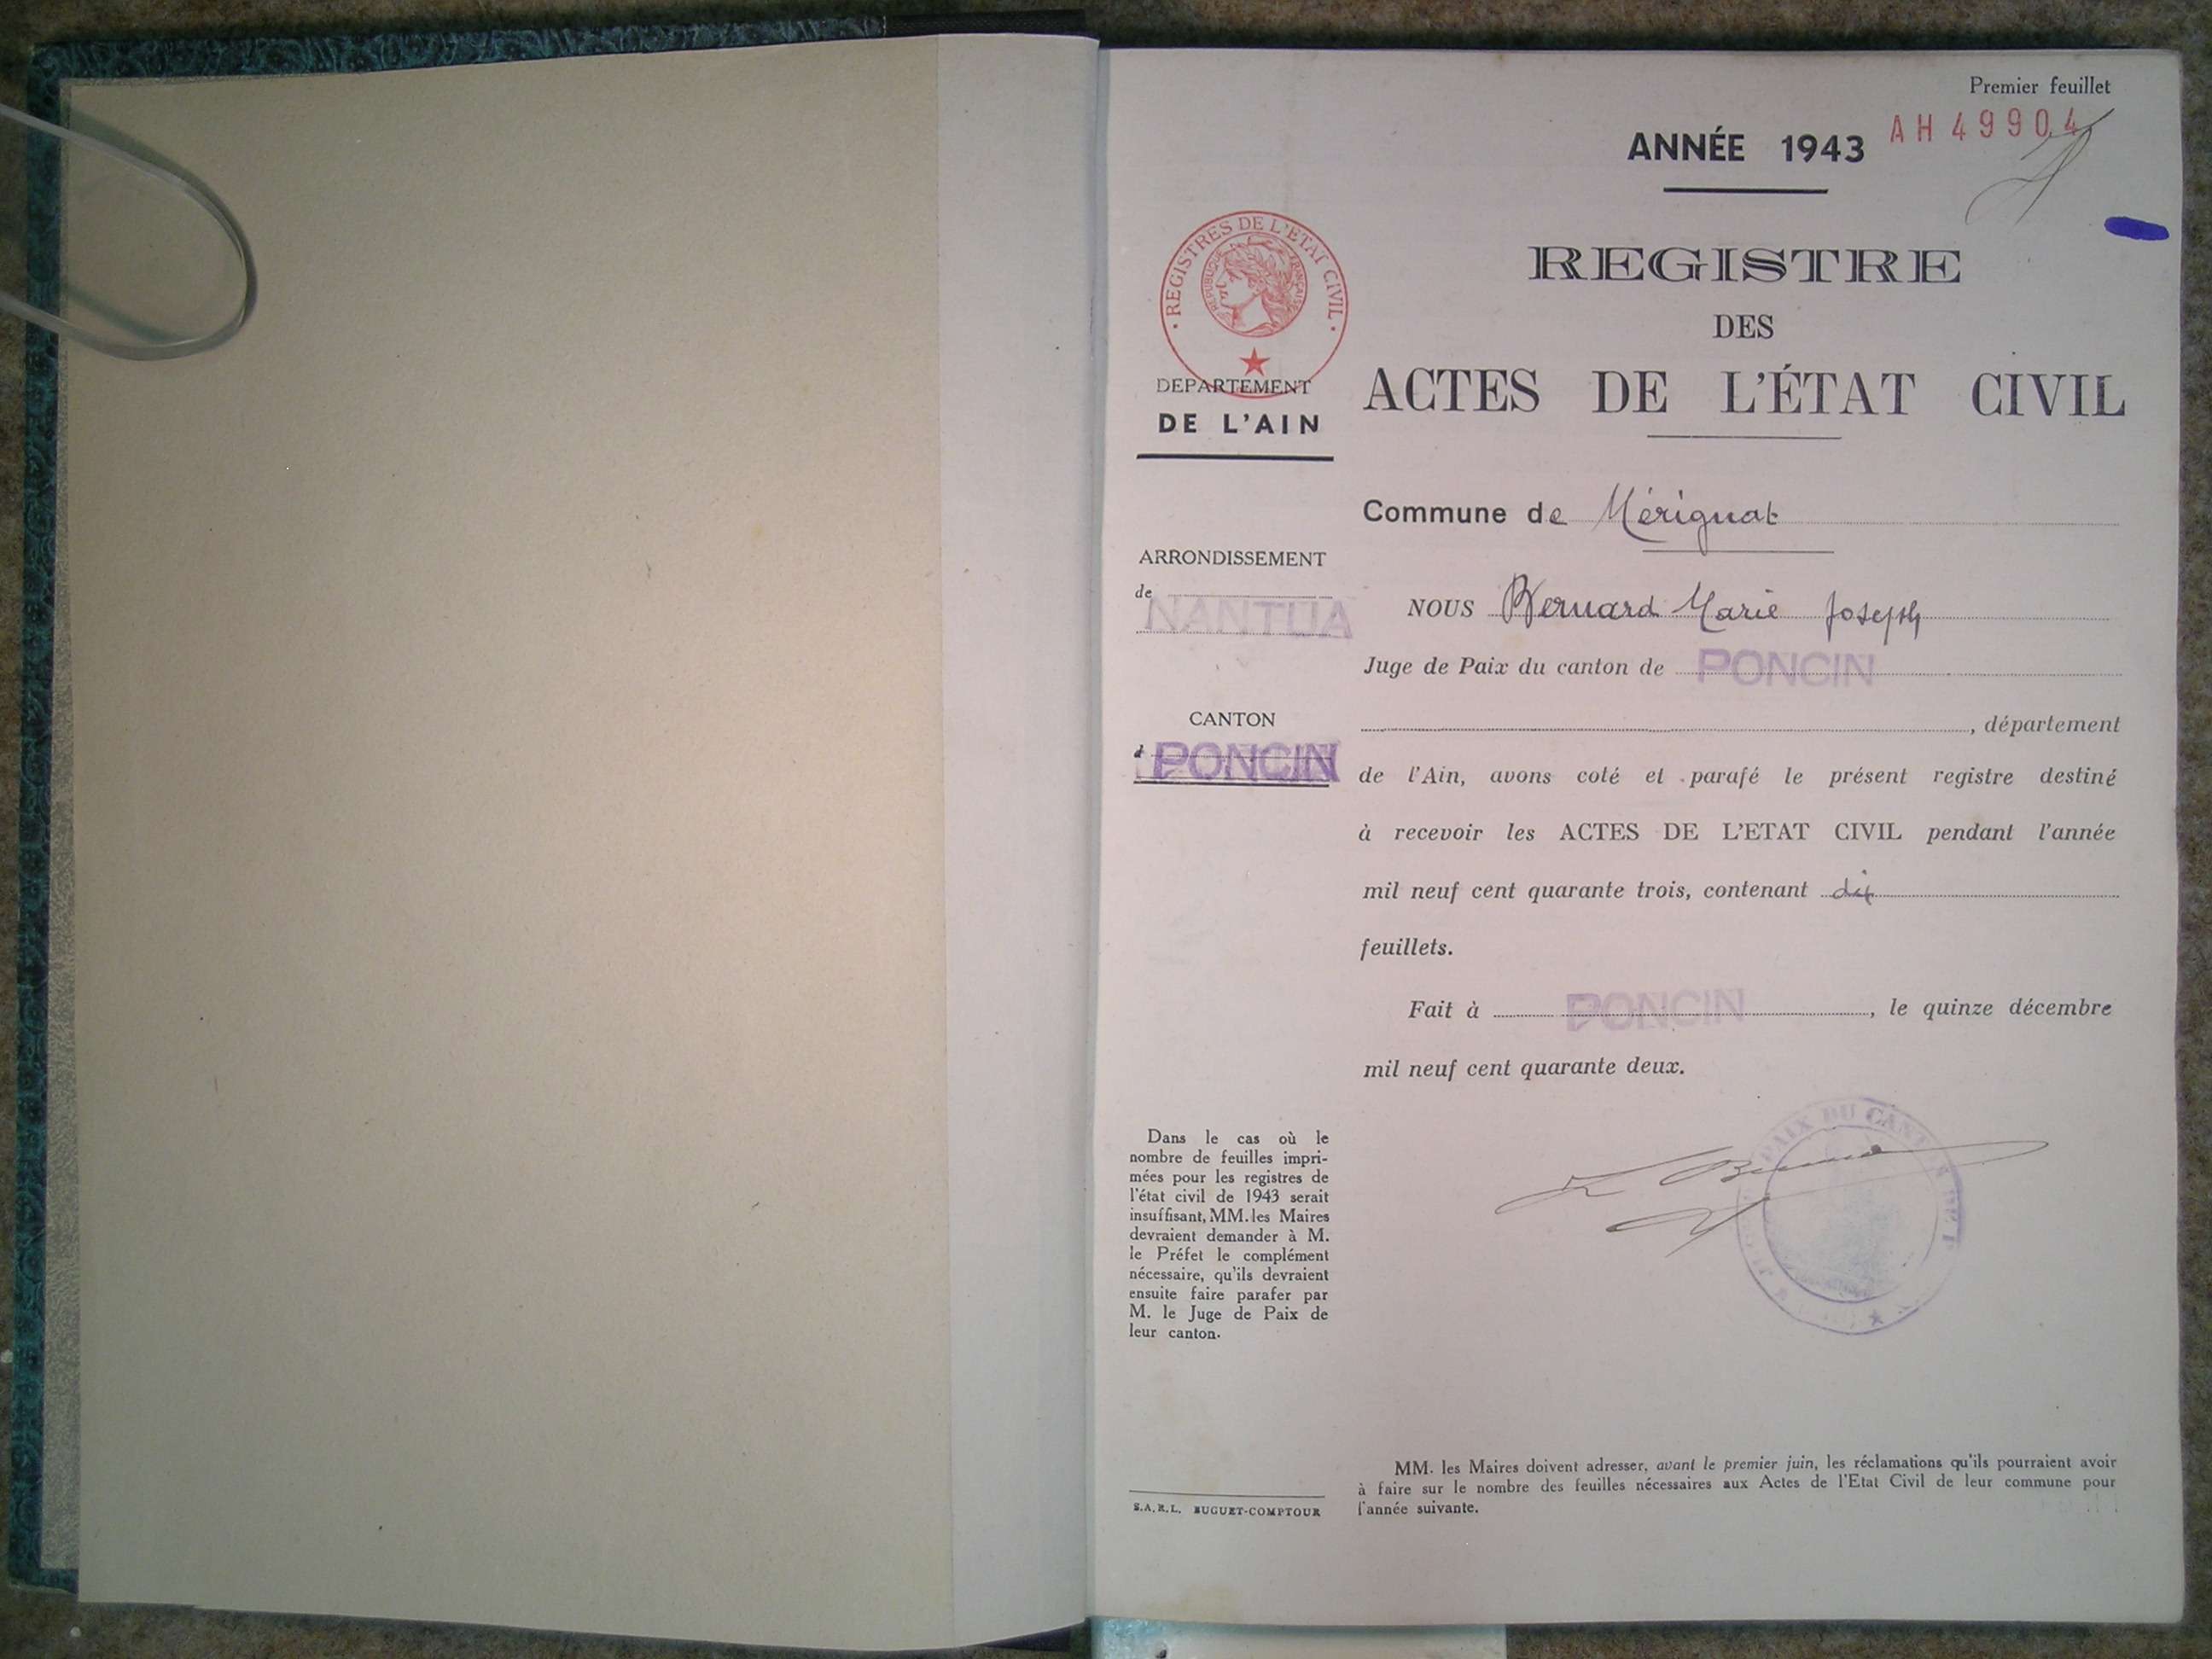 Premier feuillet
ANNÉE 1943
AH 49904
REGISTRES DE L'ETAT CIVIL
REPUBLIQUE FRANÇAISE
REGISTRE
DES
ACTES DE L'ÉTAT CIVIL
DEPARTEMENT
DE L'AIN
Commune de Mérignat
ARRONDISSEMENT
de
NANTUA
NOUS Bernard Marie Joseph
Juge de Paix du canton de PONCIN
CANTON
d PONCIN
, département
de l'Ain, avons coté et parafé le présent registre destiné
à recevoir les ACTES DE L'ETAT CIVIL pendant l'année
mil neuf cent quarante trois, contenant dix
feuillets.
Fait à PONCIN, le quinze décembre
mil neuf cent quarante deux.
PAIX DU CANT
Dans le cas où le
nombre de feuilles impri-
mées pour les registres de
l'état civil de 1943 serait
insuffisant, MM. les Maires
devraient demander à M.
le Préfet le complément
nécessaire, qu'ils devraient
ensuite faire parafer par
M. le Juge de Paix de
leur canton.
S.A.R.L. BUGUET-COMPTOUR
MM. les Maires doivent adresser, avant le premier juin, les réclamations qu'ils pourraient avoir
à faire sur le nombre des feuilles nécessaires aux Actes de l'Etat Civil de leur commune pour
l'année suivante.